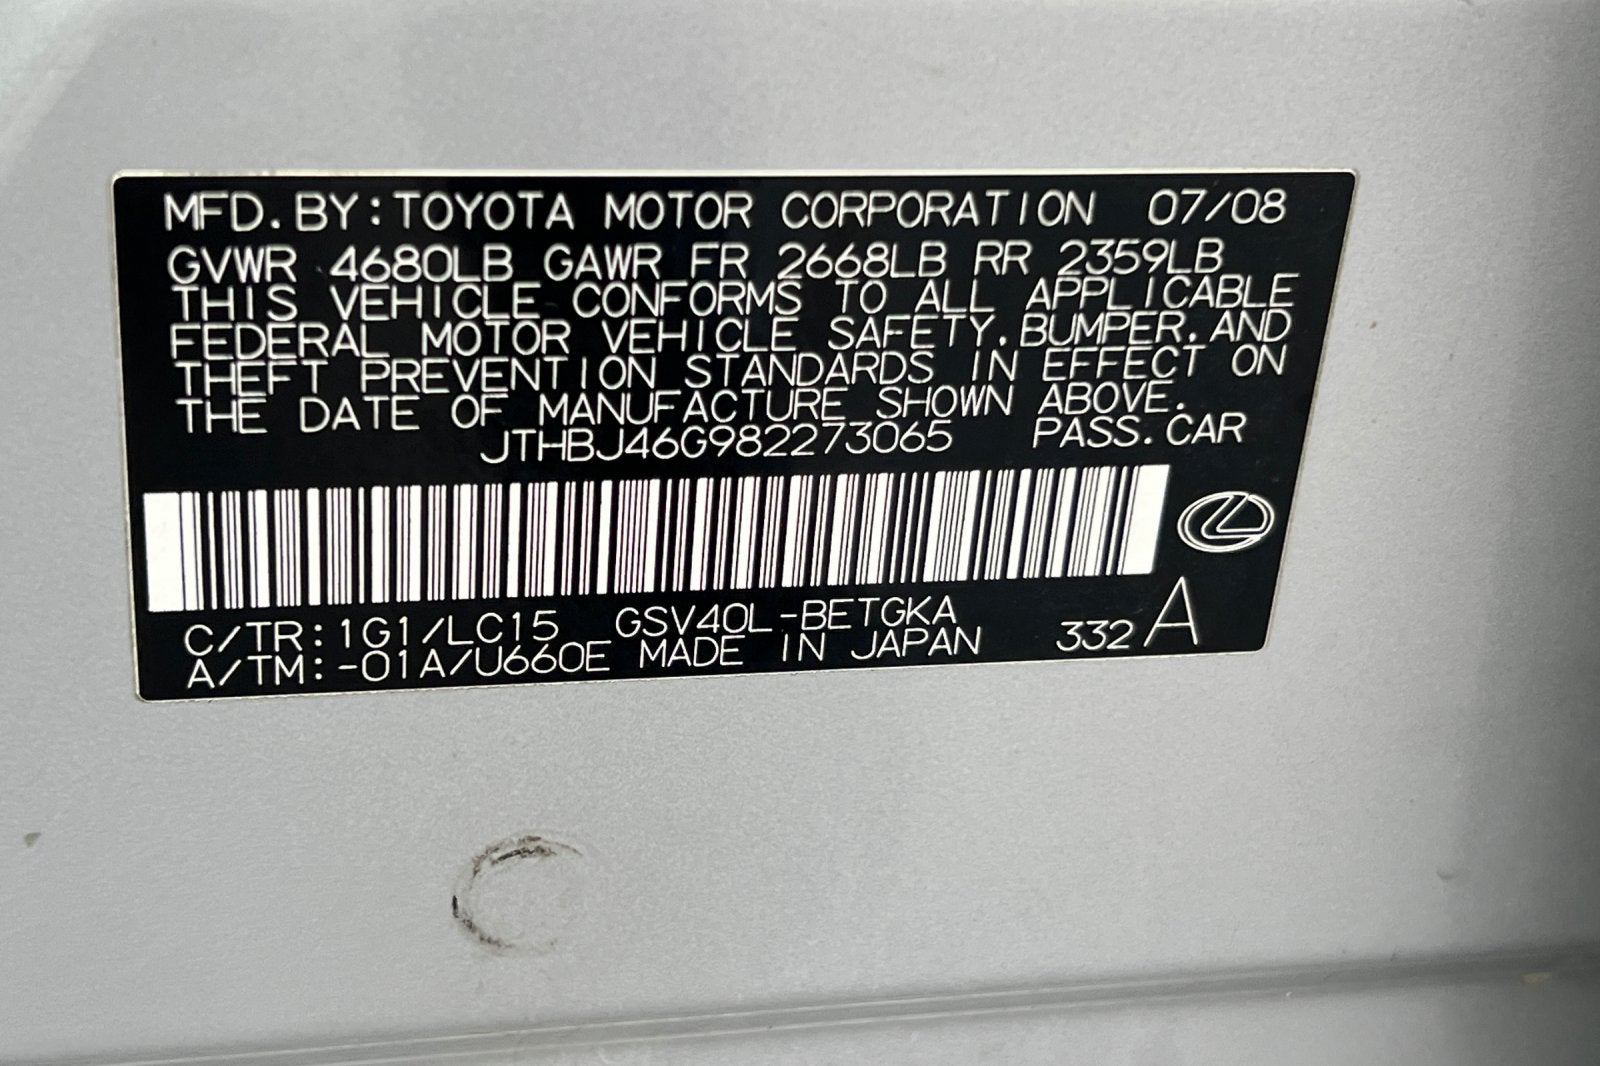 MFD. BY: TOYOTA MOTOR CORPORATION 07/08
GVWR 4680LB GAWR FR 2668LB RR 2359LB
THIS VEHICLE CONFORMS TO ALL APPLICABLE
FEDERAL MOTOR VEHICLE SAFETY, BUMPER, AND
THEFT PREVENTION STANDARDS IN EFFECT ON
THE DATE OF MANUFACTURE SHOWN ABOVE.
JTHBJ46G982273065 PASS. CAR
C/TR: 1G1/LC15 GSV40L-BETGKA
A/TM: -01A/U660E MADE IN JAPAN 332 A